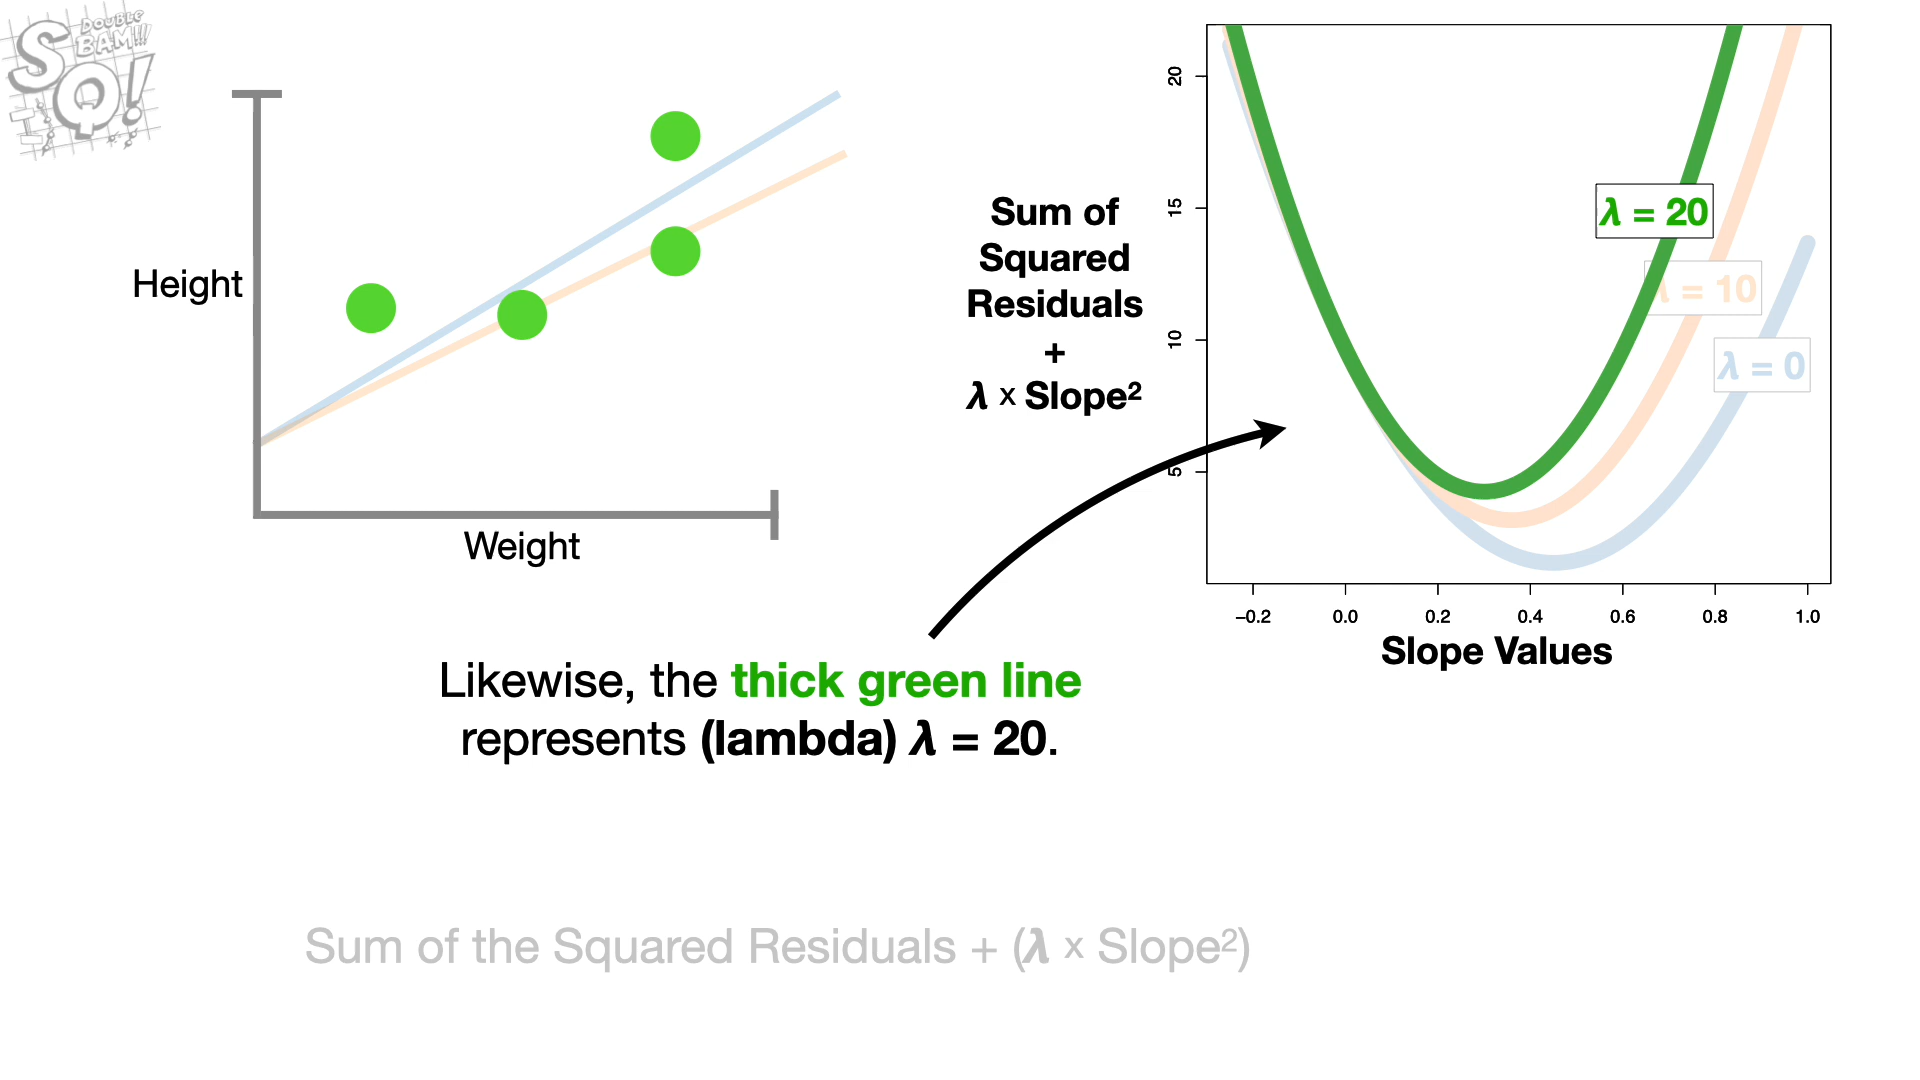 DOUBLE
BAM!!!
SQ!
Height
Weight
Sum of
Squared
Residuals
+
λ x Slope²
20
15
10
5
λ = 20
λ = 10
λ = 0
−0.2 0.0 0.2 0.4 0.6 0.8 1.0
Slope Values
Likewise, the thick green line
represents (lambda) λ = 20.
Sum of the Squared Residuals + (λ x Slope²)